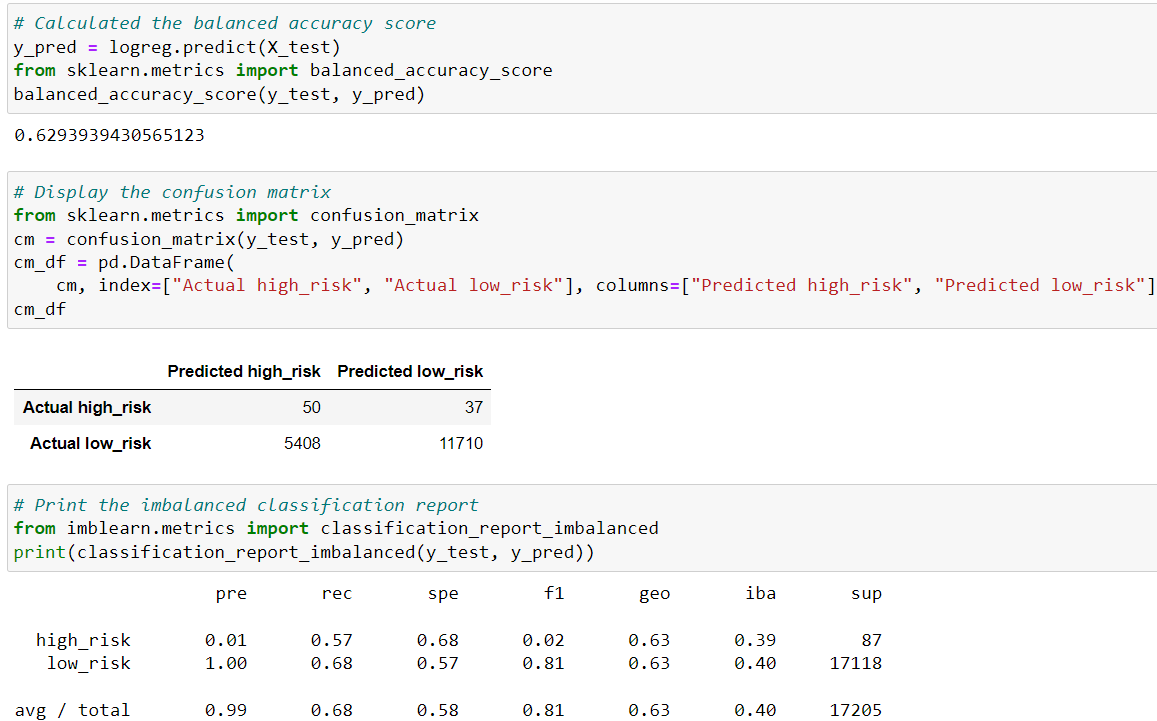 # Calculated the balanced accuracy score
y_pred = logreg.predict(X_test)
from sklearn.metrics import balanced_accuracy_score
balanced_accuracy_score(y_test, y_pred)
0.6293939430565123
# Display the confusion matrix
from sklearn.metrics import confusion_matrix
cm = confusion_matrix(y_test, y_pred)
cm_df = pd.DataFrame(
    cm, index=["Actual high_risk", "Actual low_risk"], columns=["Predicted high_risk", "Predicted low_risk"]
cm_df
Predicted high_risk Predicted low_risk
Actual high_risk 50 37
Actual low_risk 5408 11710
# Print the imbalanced classification report
from imblearn.metrics import classification_report_imbalanced
print(classification_report_imbalanced(y_test, y_pred))
pre rec spe f1 geo iba sup
high_risk 0.01 0.57 0.68 0.02 0.63 0.39 87
low_risk 1.00 0.68 0.57 0.81 0.63 0.40 17118
avg / total 0.99 0.68 0.58 0.81 0.63 0.40 17205